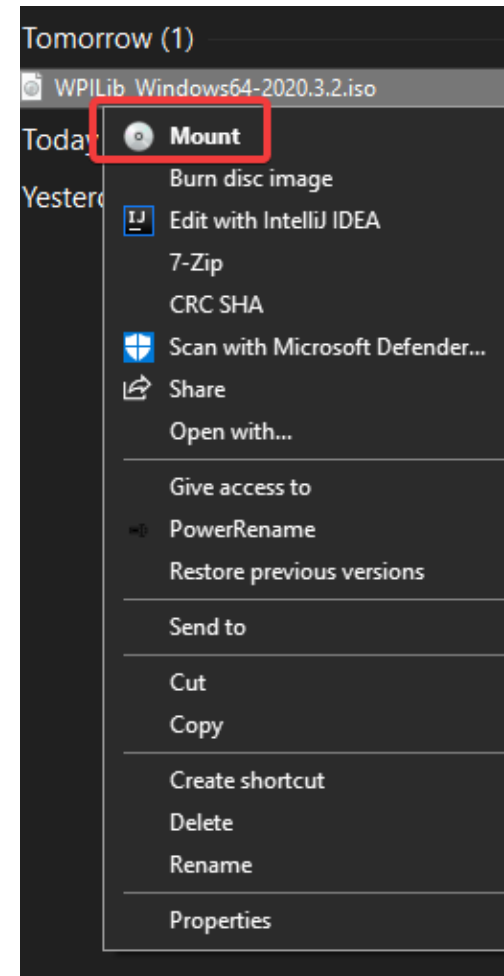 Tomorrow (1)
WPILib_Windows64-2020.3.2.iso
Today
Mount
Yester
Burn disc image
Edit with IntelliJ IDEA
7-Zip
CRC SHA
Scan with Microsoft Defender...
Share
Open with...
Give access to
PowerRename
Restore previous versions
Send to
Cut
Copy
Create shortcut
Delete
Rename
Properties